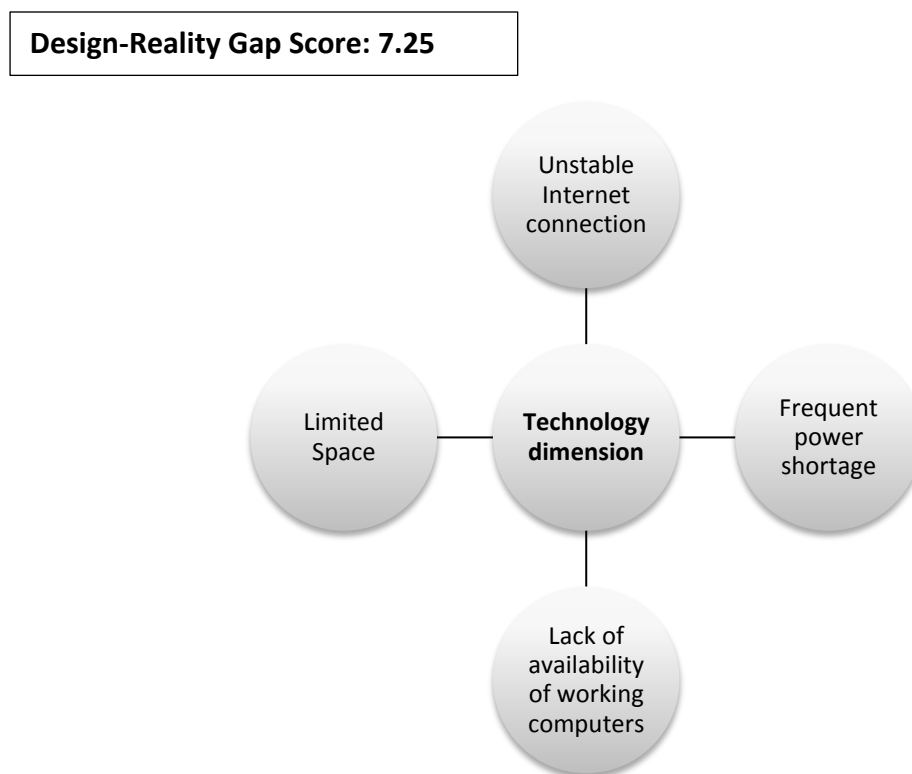 Design-Reality Gap Score: 7.25
Unstable
Internet
connection
Limited
Space
Technology
dimension
Frequent
power
shortage
Lack of
availability
of working
computers